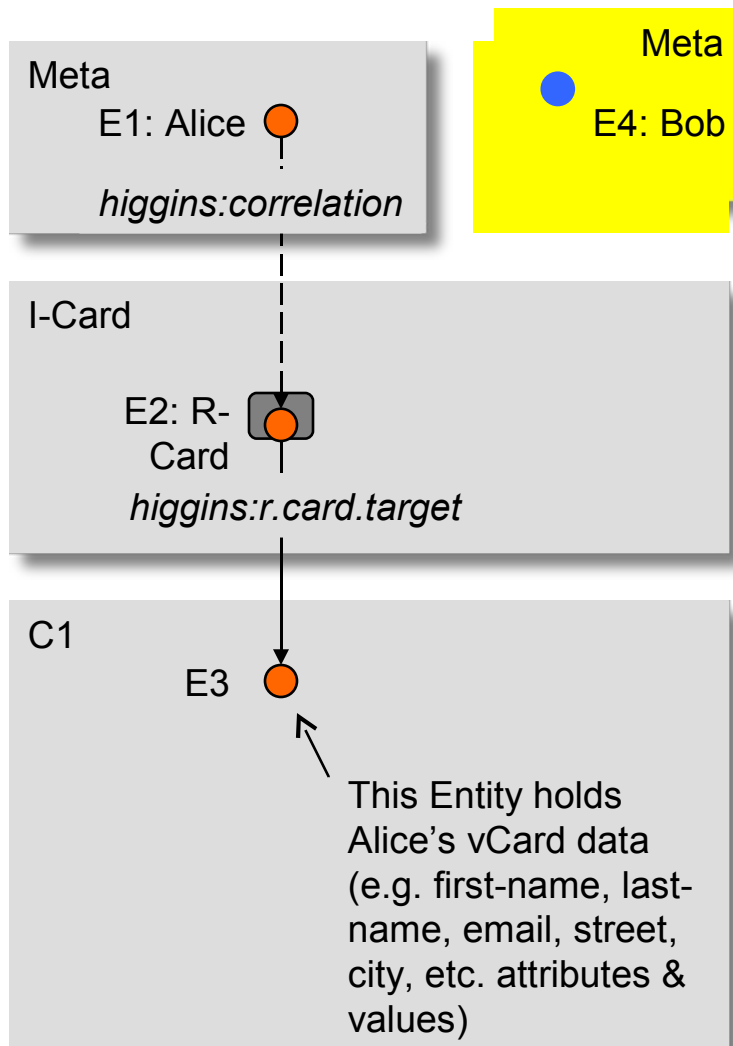 Meta
E1: Alice
higgins:correlation
Meta
E4: Bob
I-Card
E2: R-
Card
higgins:r.card.target
C1
E3
This Entity holds
Alice’s vCard data
(e.g. first-name, last-
name, email, street,
city, etc. attributes &
values)